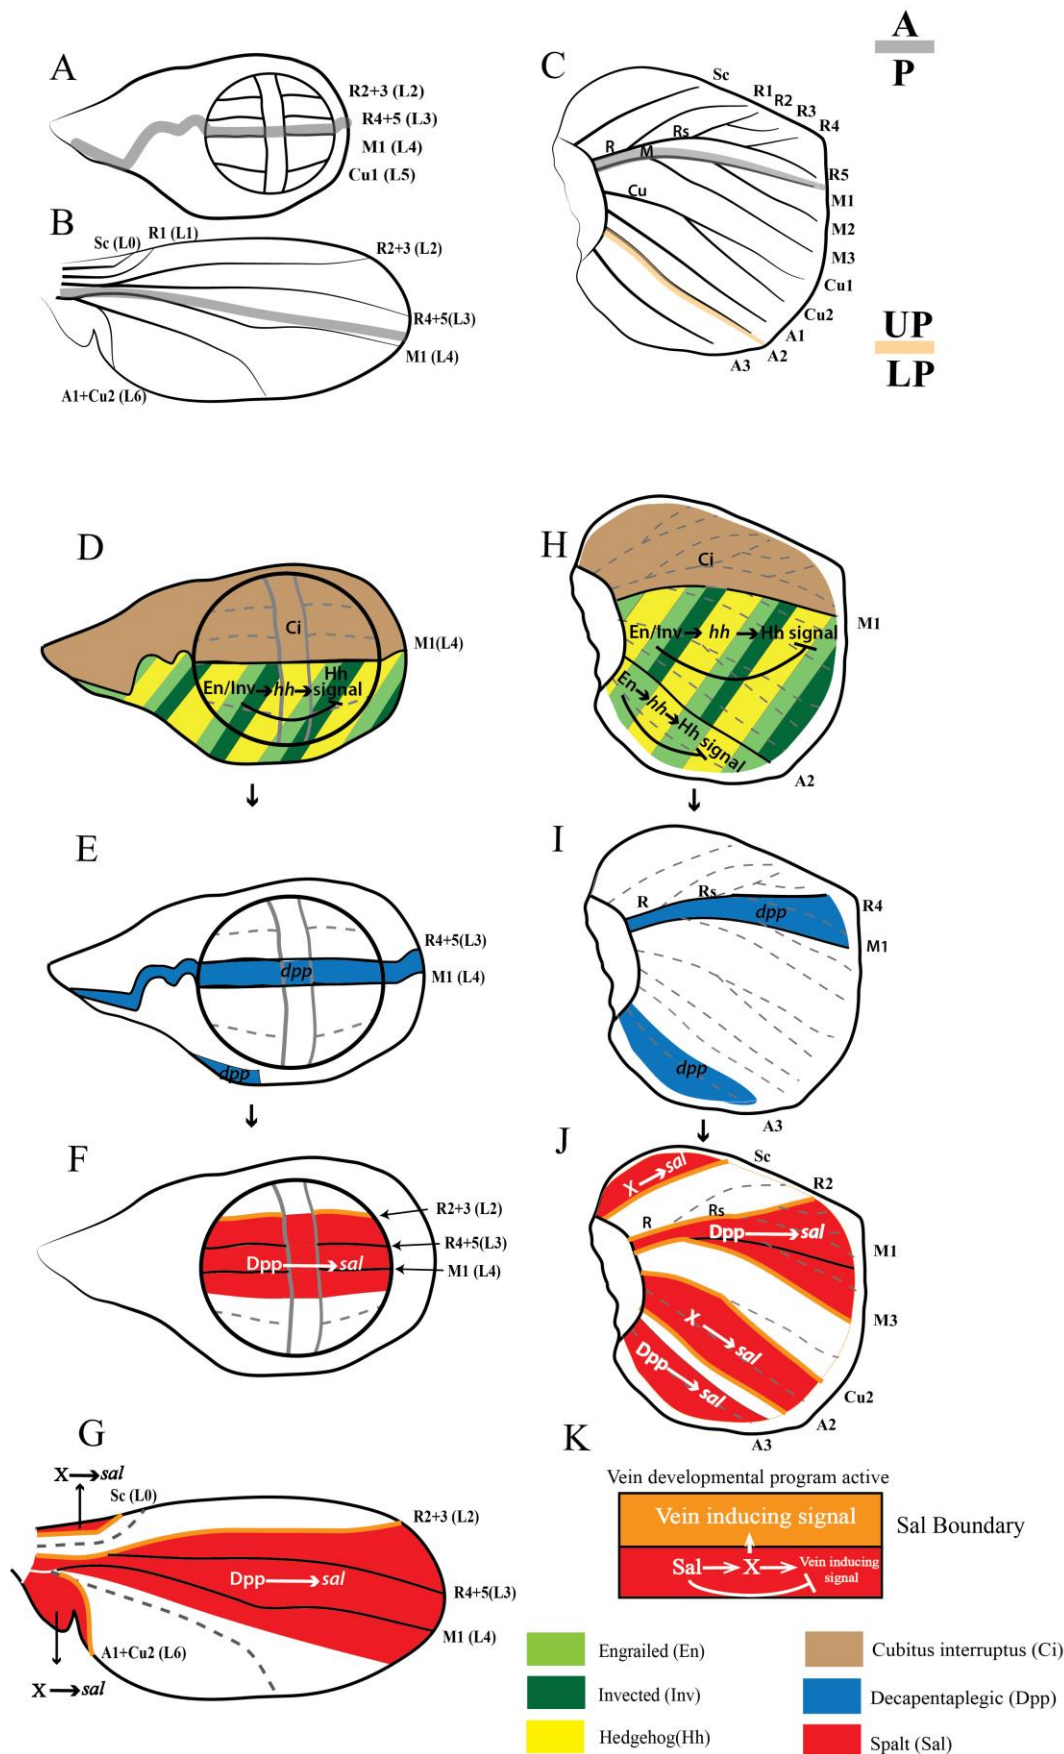 A
R2+3 (L2)
R4+5 (L3)
M1 (L4)
Cu1 (L5)
B
Sc (L0)
R1 (L1)
R2+3 (L2)
R4+5(L3)
M1 (L4)
A1+Cu2 (L6)
C
Sc
R1
R2
R3
R4
Rs
R
M
R5
M1
Cu
M2
M3
Cu1
Cu2
A1
A2
A3
A
P
UP
LP
D
Ci
M1(L4)
En/Inv→hh→Hh signal
H
Ci
M1
En/Inv→hh→Hh signal
En→hh→Hh signal
A2
E
dpp
R4+5(L3)
M1 (L4)
dpp
I
R
Rs
R4
dpp
M1
dpp
A3
F
R2+3 (L2)
R4+5(L3)
Dpp→sal
M1 (L4)
J
X→sal
Sc
R2
R
Rs
Dpp→sal
M1
M3
X→sal
Dpp→sal
Cu2
A2
A3
G
X→sal
Sc (L0)
R2+3 (L2)
Dpp→sal
R4+5(L3)
M1 (L4)
A1+Cu2 (L6)
X→sal
K
Vein developmental program active
Vein inducing signal
Sal Boundary
Sal→X→Vein inducing
signal
Engrailed (En)
Invected (Inv)
Hedgehog(Hh)
Cubitus interruptus (Ci)
Decapentaplegic (Dpp)
Spalt (Sal)